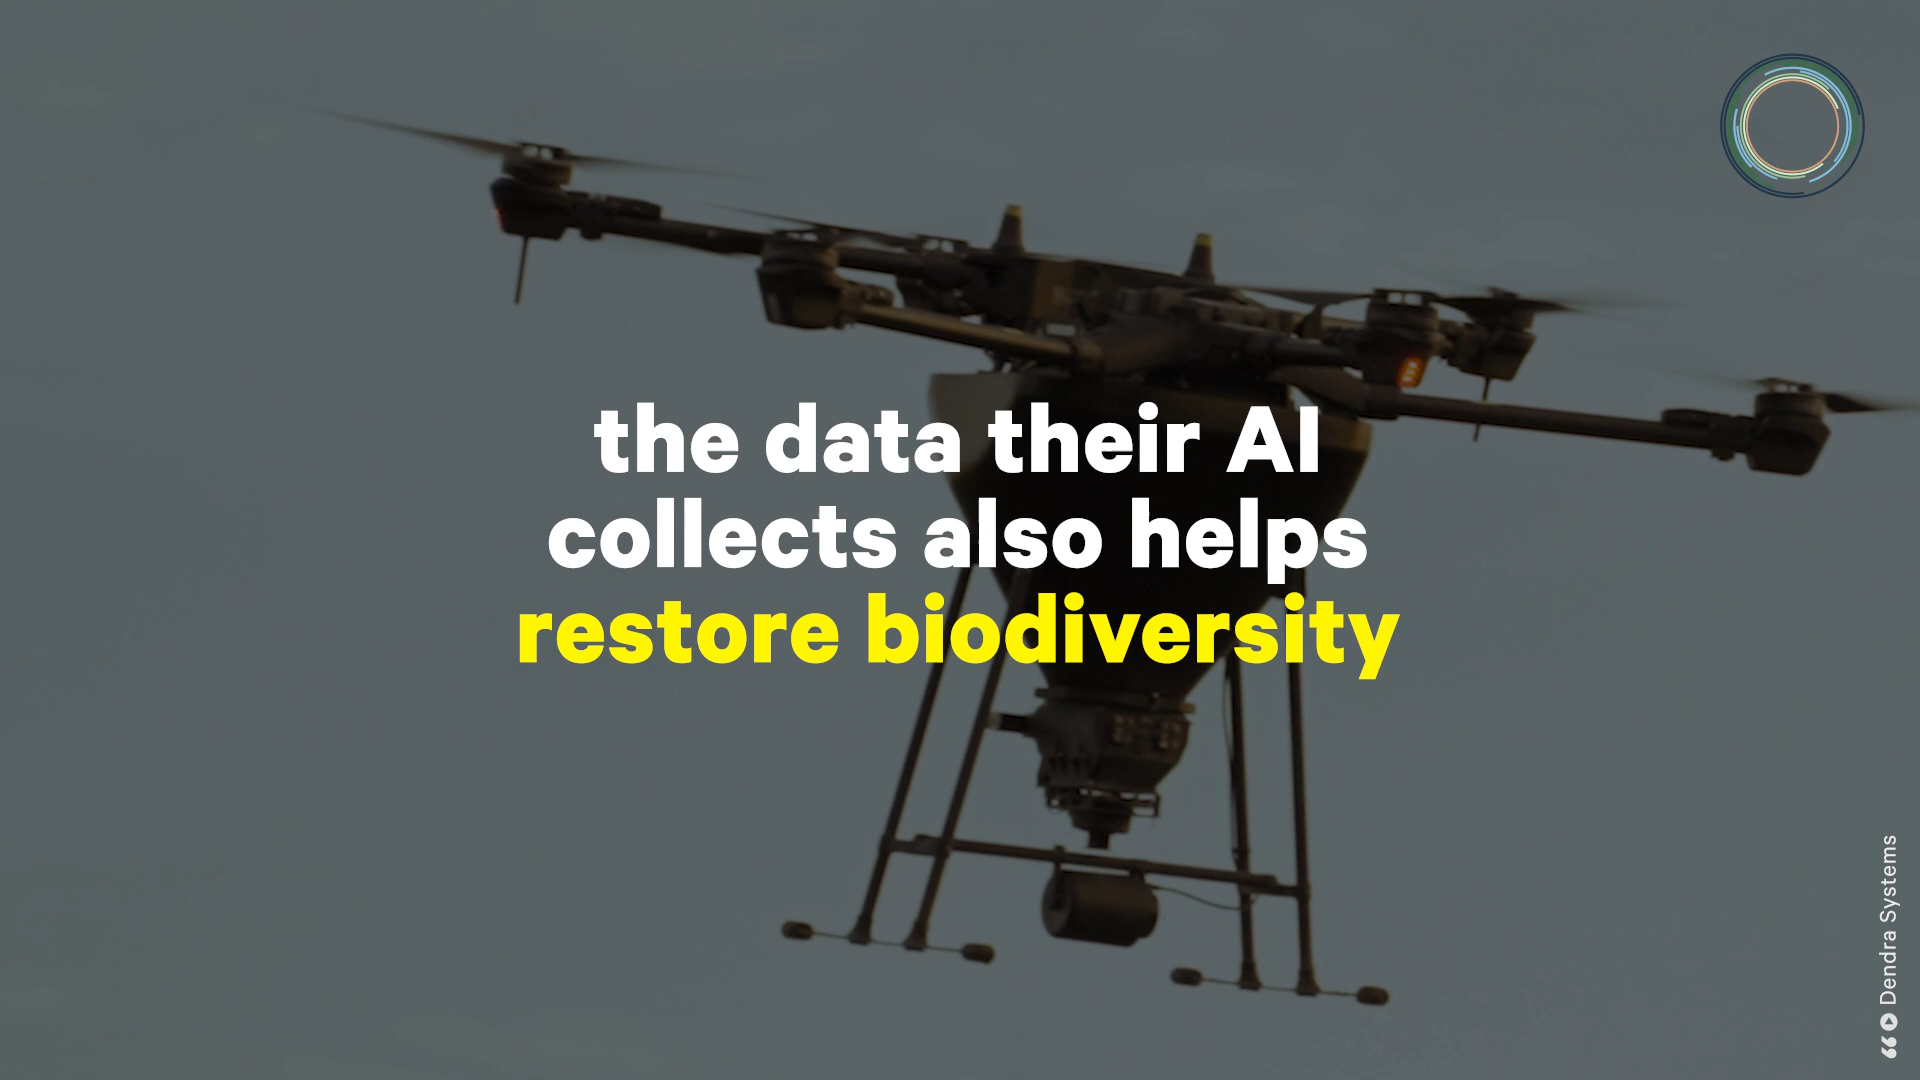 the data their AI
collects also helps
restore biodiversity
Dendra Systems